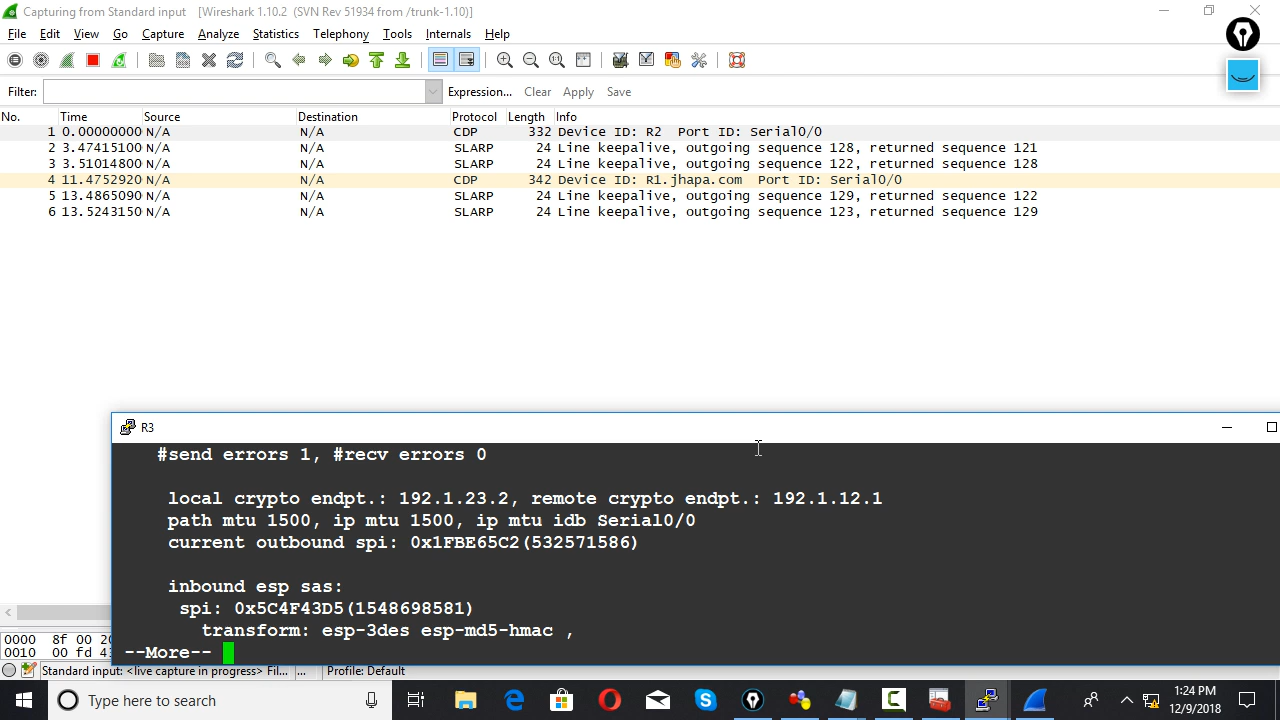 Capturing from Standard input [Wireshark 1.10.2 (SVN Rev 51934 from /trunk-1.10)]
File Edit View Go Capture Analyze Statistics Telephony Tools Internals Help
Filter: Expression... Clear Apply Save
No. Time Source Destination Protocol Length Info
1 0.00000000 N/A N/A CDP 332 Device ID: R2 Port ID: Serial0/0
2 3.47415100 N/A N/A SLARP 24 Line keepalive, outgoing sequence 128, returned sequence 121
3 3.51014800 N/A N/A SLARP 24 Line keepalive, outgoing sequence 122, returned sequence 128
4 11.4752920 N/A N/A CDP 342 Device ID: R1.jhapa.com Port ID: Serial0/0
5 13.4865090 N/A N/A SLARP 24 Line keepalive, outgoing sequence 129, returned sequence 122
6 13.5243150 N/A N/A SLARP 24 Line keepalive, outgoing sequence 123, returned sequence 129
R3
#send errors 1, #recv errors 0
local crypto endpt.: 192.1.23.2, remote crypto endpt.: 192.1.12.1
path mtu 1500, ip mtu 1500, ip mtu idb Serial0/0
current outbound spi: 0x1FBE65C2(532571586)
inbound esp sas:
spi: 0x5C4F43D5(1548698581)
transform: esp-3des esp-md5-hmac ,
--More--
0000 8f 00
0010 00 fd
Standard input: <live capture in progress> Fil... ... Profile: Default
Type here to search
1:24 PM
12/9/2018